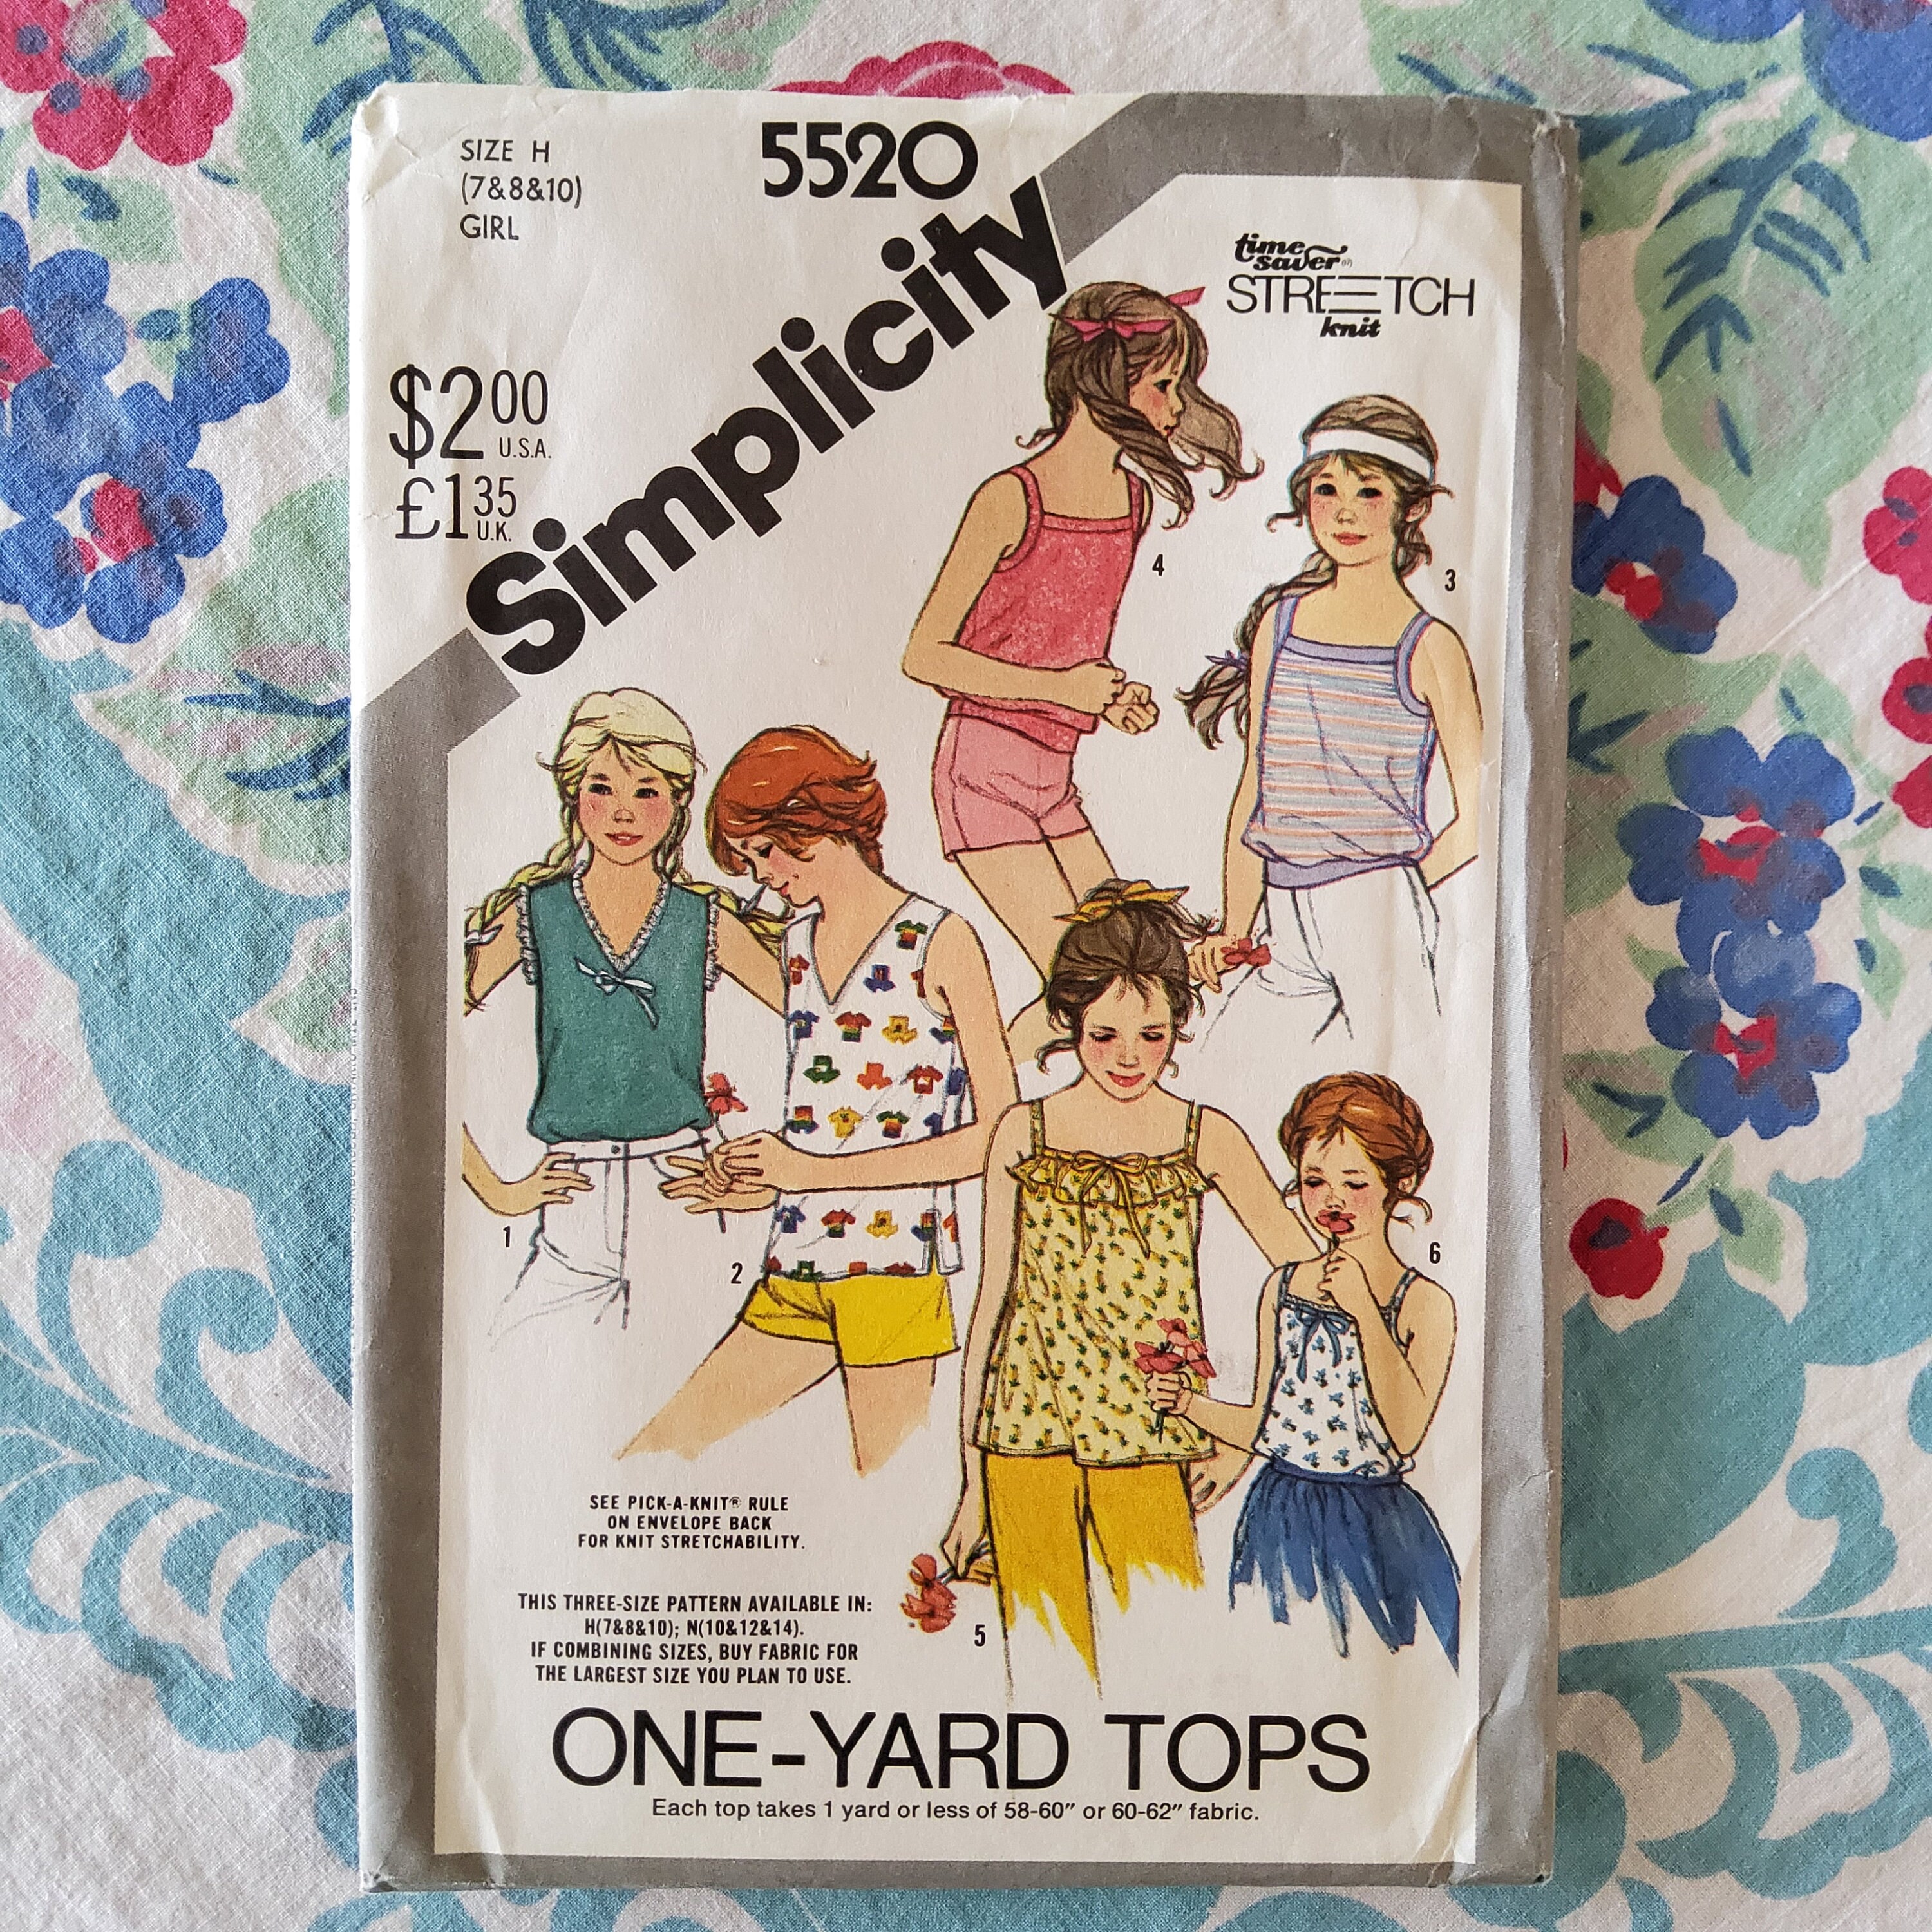 SIZE H
(7&8&10)
GIRL
5520
Simplicity
time
saver
STRETCH
knit
$2.00
U.S.A.
£1.35
U.K.
4
3
1
2
6
5
SEE PICK-A-KNIT® RULE
ON ENVELOPE BACK
FOR KNIT STRETCHABILITY.
THIS THREE-SIZE PATTERN AVAILABLE IN:
H(7&8&10); N(10&12&14).
IF COMBINING SIZES, BUY FABRIC FOR
THE LARGEST SIZE YOU PLAN TO USE.
ONE-YARD TOPS
Each top takes 1 yard or less of 58-60″ or 60-62″ fabric.